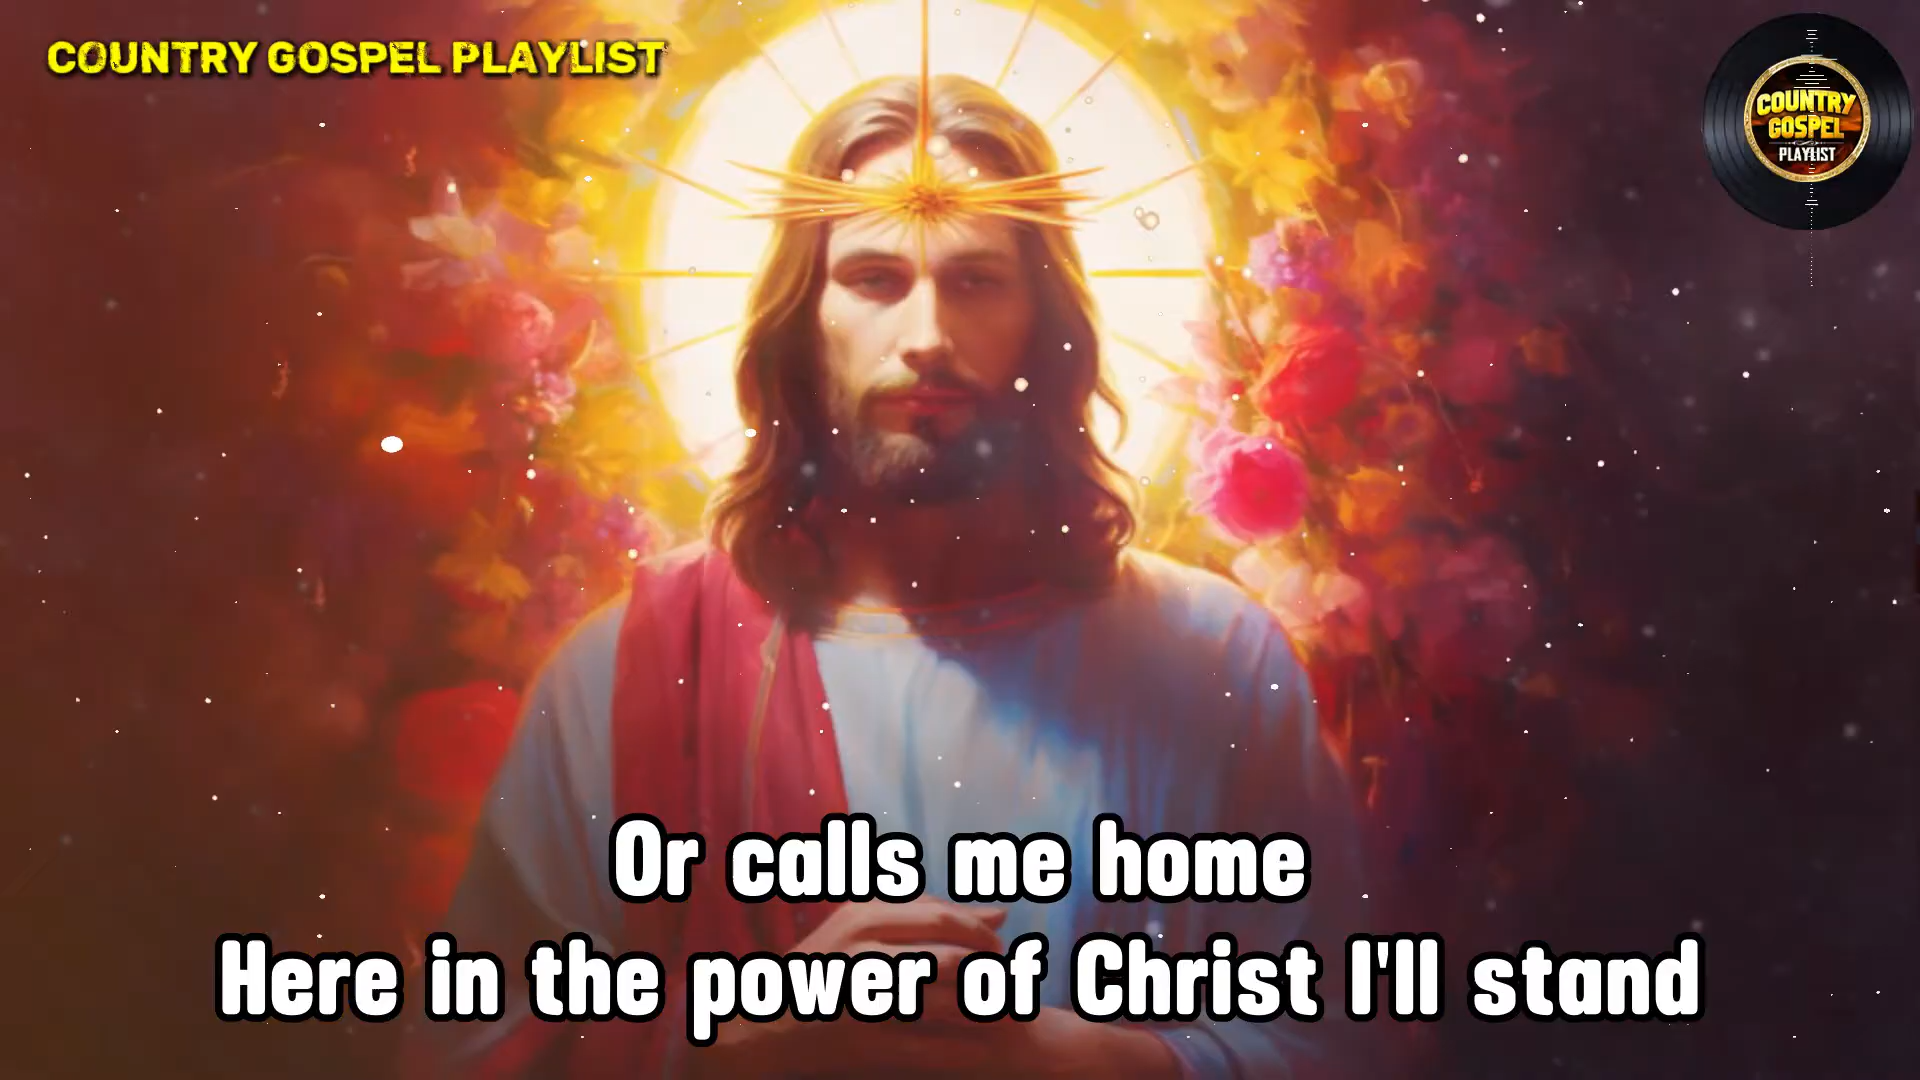 COUNTRY GOSPEL PLAYLIST
COUNTRY
GOSPEL
PLAYLIST
Or calls me home
Here in the power of Christ I'll stand